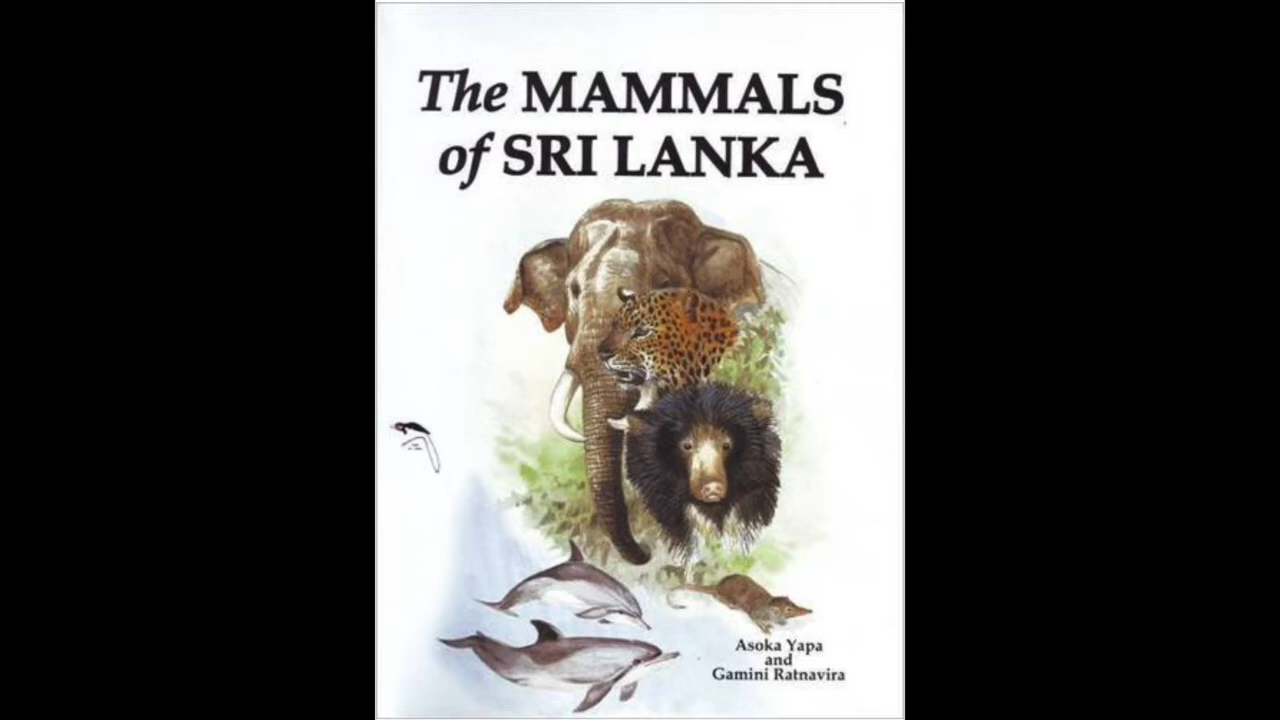 The MAMMALS
of SRI LANKA
Asoka Yapa
and
Gamini Ratnavira